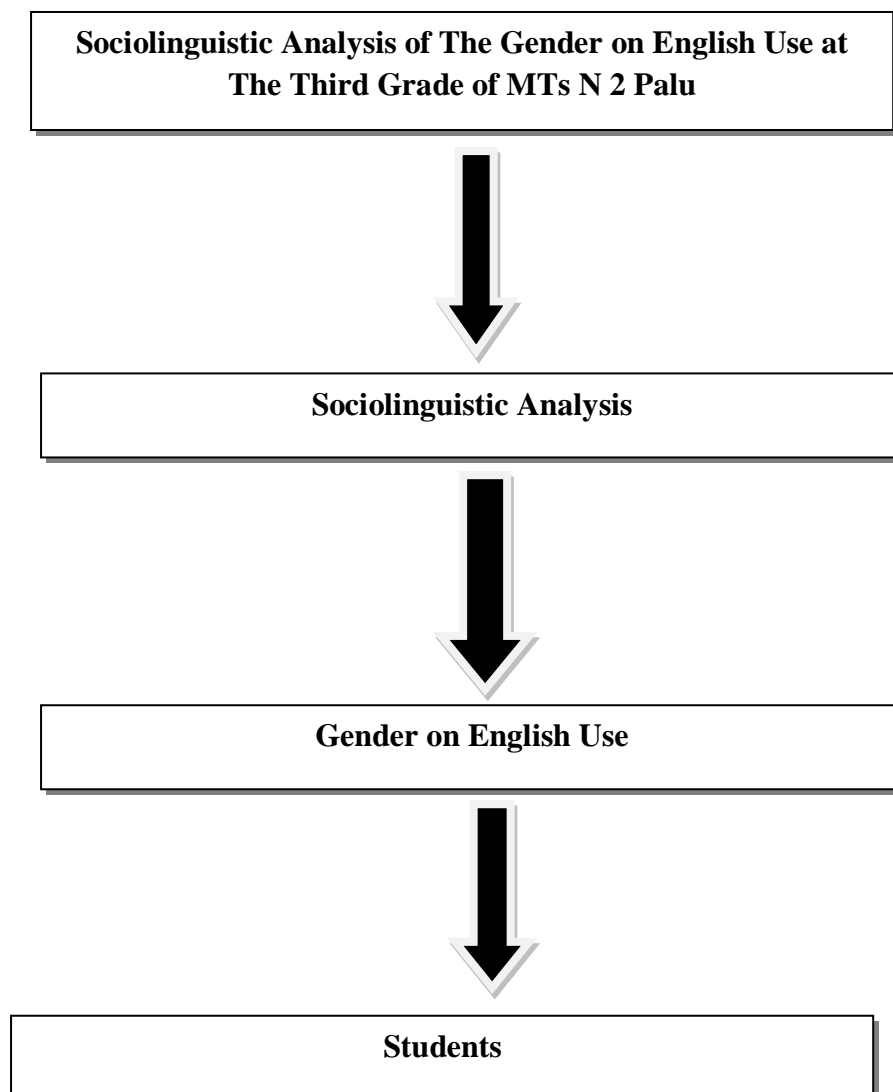 Sociolinguistic Analysis of The Gender on English Use at
The Third Grade of MTs N 2 Palu
Sociolinguistic Analysis
Gender on English Use
Students